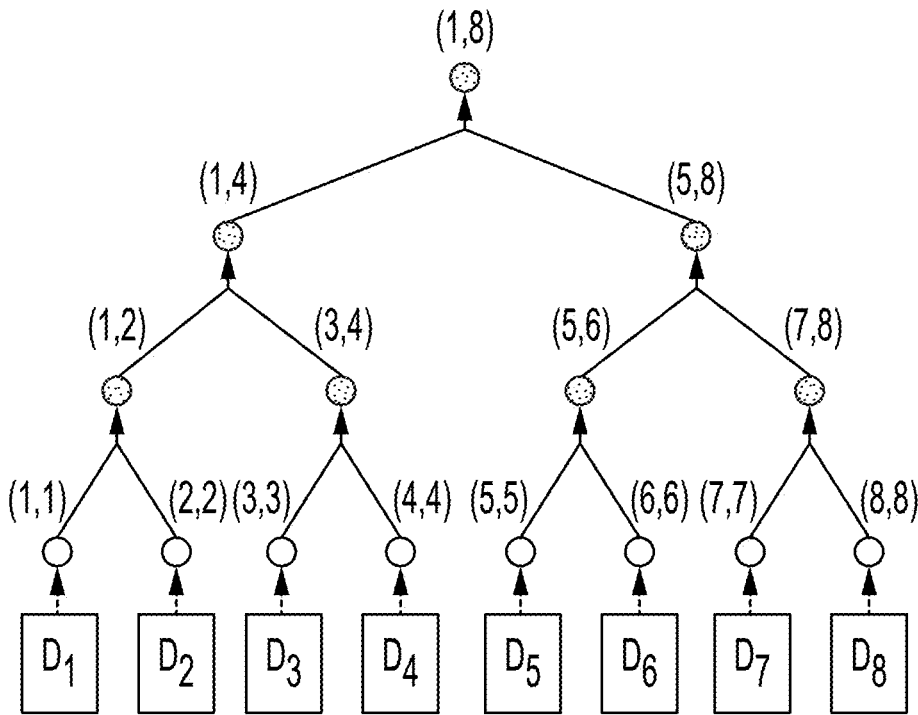 (1,8)
(1,4) (5,8)
(1,2) (3,4) (5,6) (7,8)
(1,1) (2,2) (3,3) (4,4) (5,5) (6,6) (7,7) (8,8)
D1 D2 D3 D4 D5 D6 D7 D8